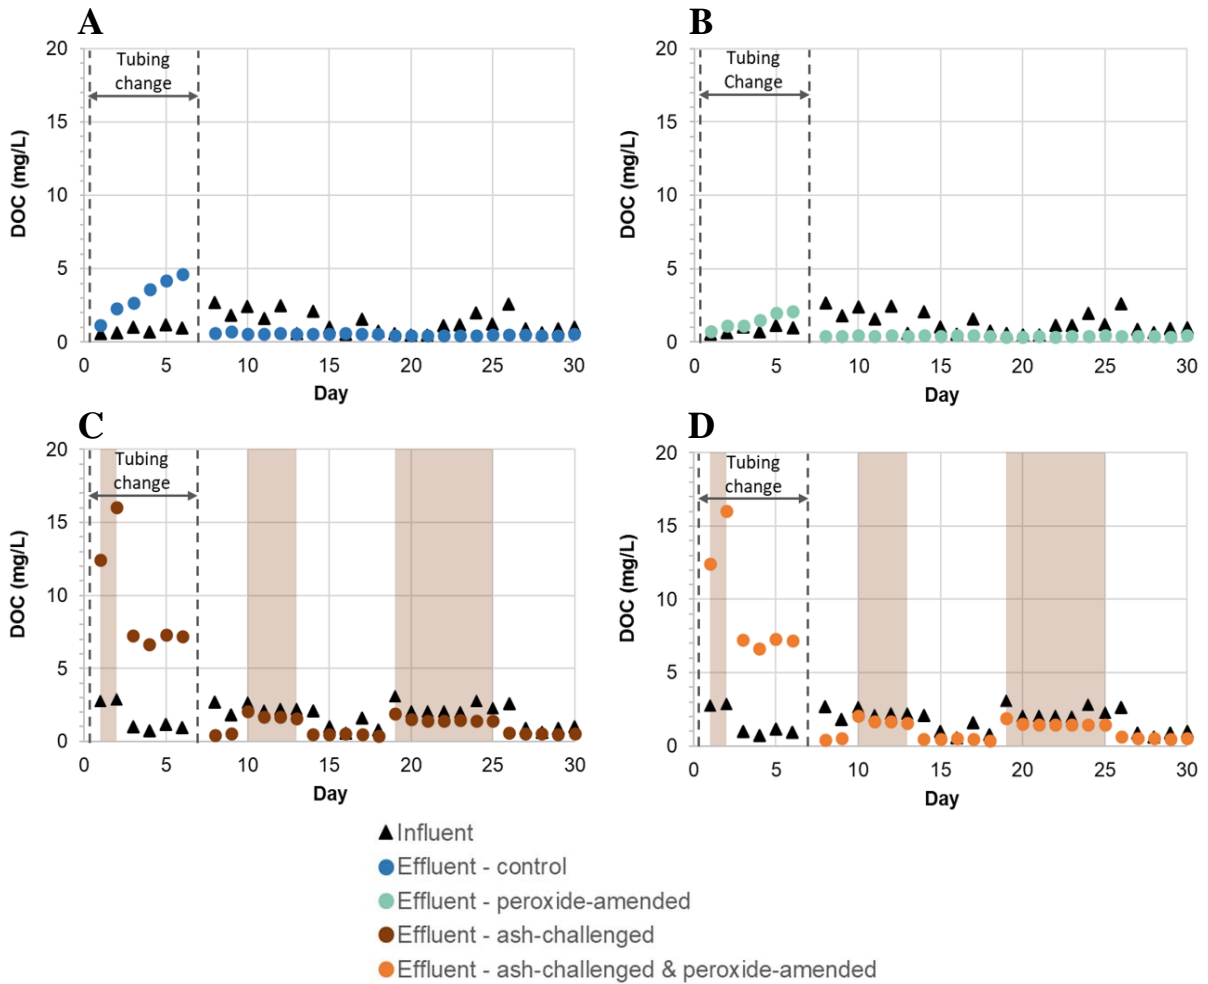 A
20
15
10
5
0
DOC (mg/L)
Tubing
change
0 5 10 15 20 25 30
Day
B
20
15
10
5
0
DOC (mg/L)
Tubing
Change
0 5 10 15 20 25 30
Day
C
20
15
10
5
0
DOC (mg/L)
Tubing
change
0 5 10 15 20 25 30
Day
D
20
15
10
5
0
DOC (mg/L)
Tubing
change
0 5 10 15 20 25 30
Day
Influent
Effluent - control
Effluent - peroxide-amended
Effluent - ash-challenged
Effluent - ash-challenged & peroxide-amended